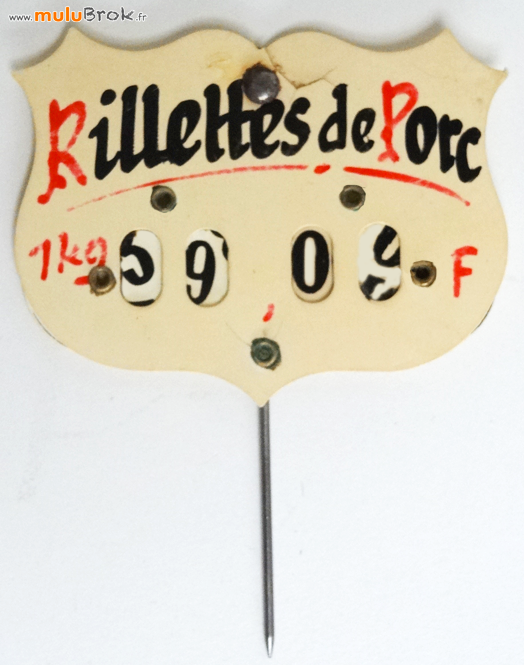 www.muluBrok.fr
Rillettes de Porc
1kg 59,09 F